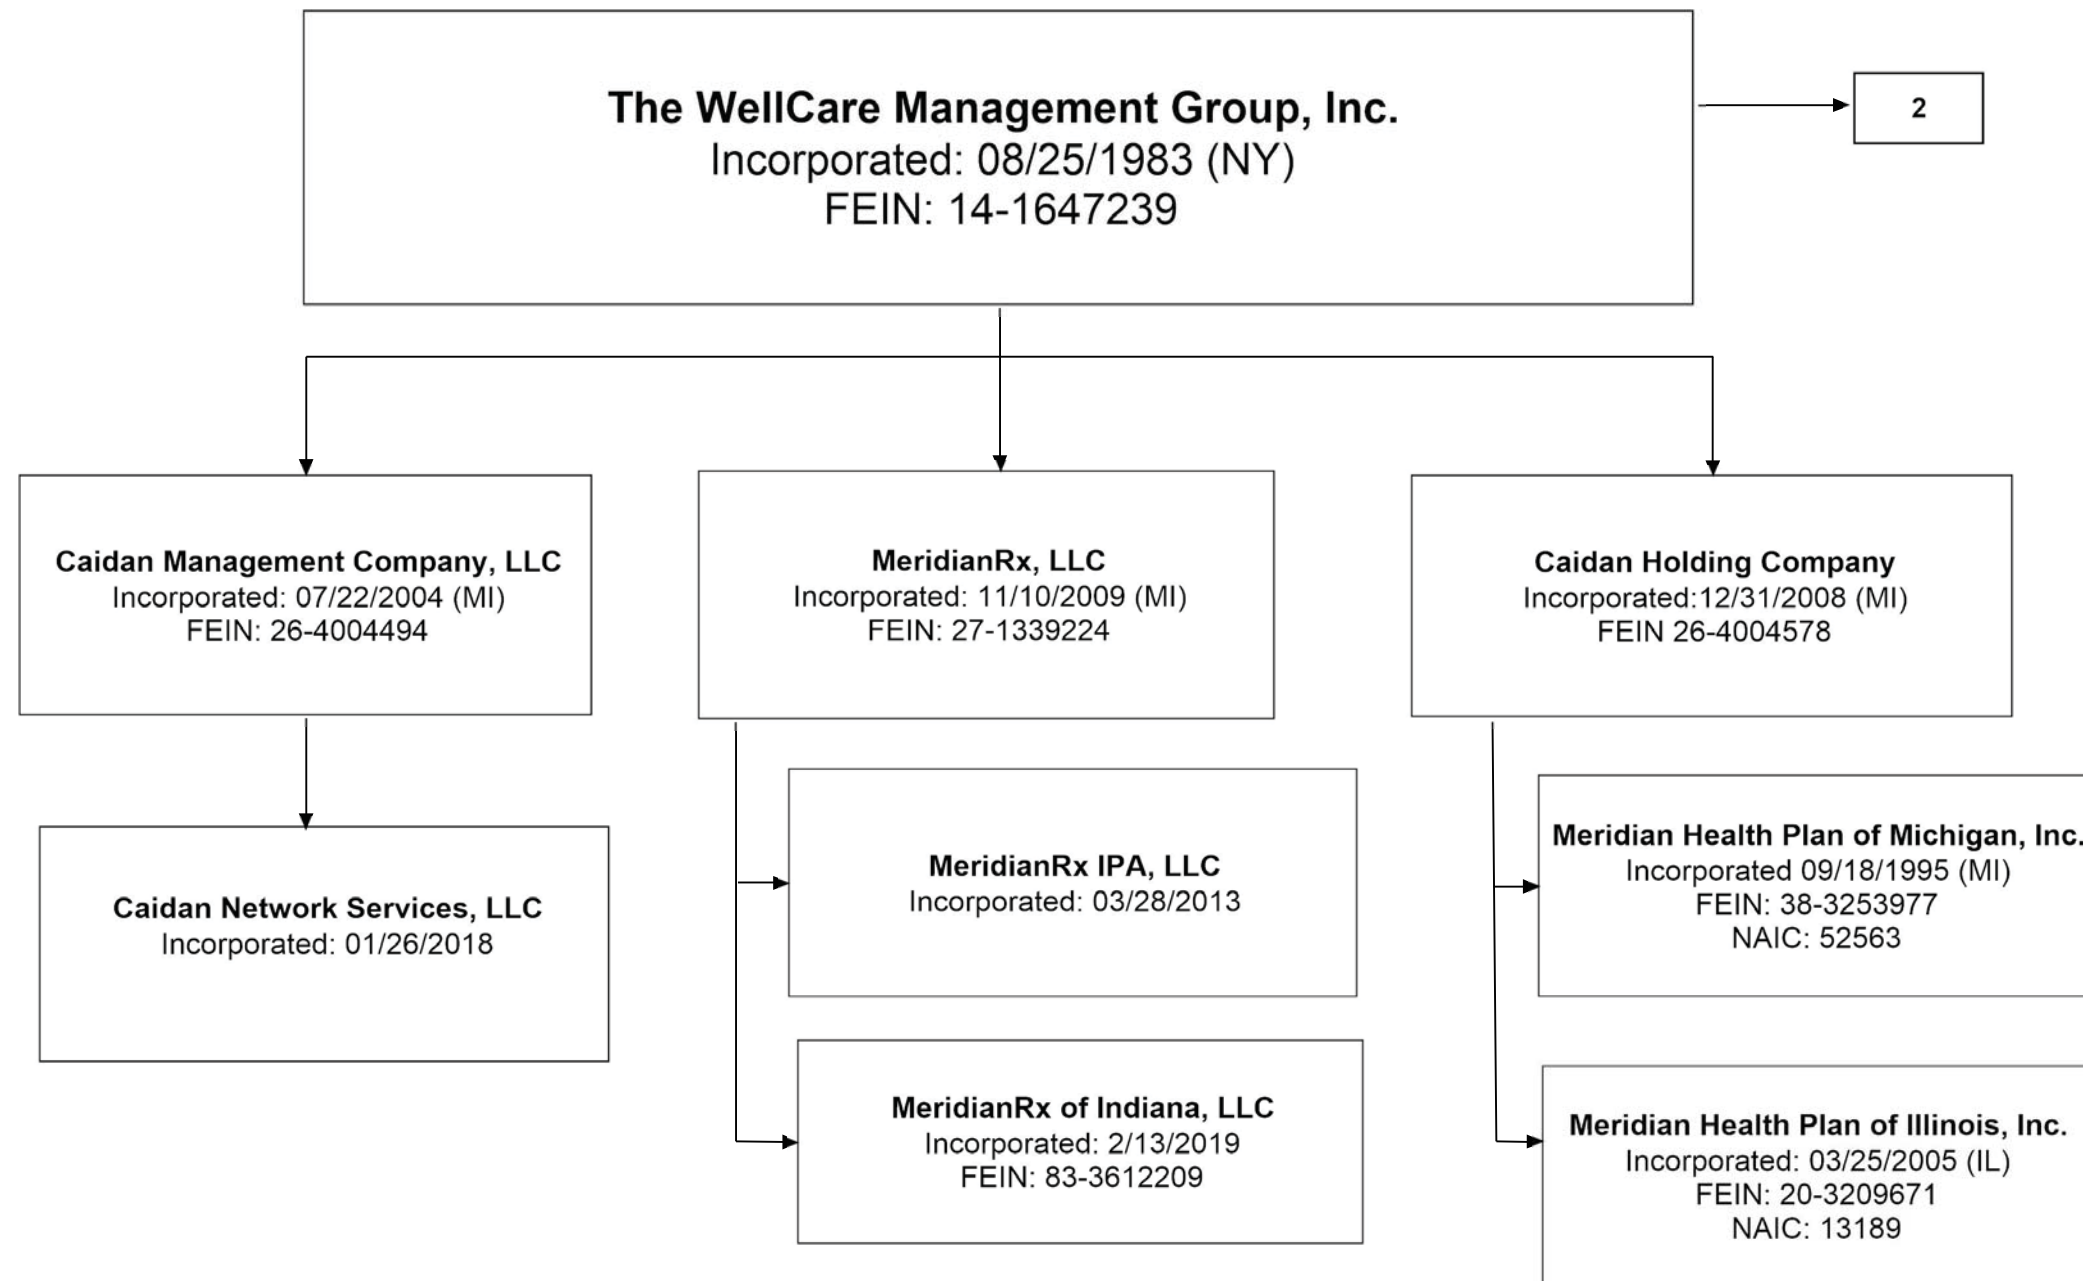 The WellCare Management Group, Inc.
Incorporated: 08/25/1983 (NY)
FEIN: 14-1647239
2
Caidan Management Company, LLC
Incorporated: 07/22/2004 (MI)
FEIN: 26-4004494
MeridianRx, LLC
Incorporated: 11/10/2009 (MI)
FEIN: 27-1339224
Caidan Holding Company
Incorporated:12/31/2008 (MI)
FEIN 26-4004578
Caidan Network Services, LLC
Incorporated: 01/26/2018
MeridianRx IPA, LLC
Incorporated: 03/28/2013
MeridianRx of Indiana, LLC
Incorporated: 2/13/2019
FEIN: 83-3612209
Meridian Health Plan of Michigan, Inc.
Incorporated 09/18/1995 (MI)
FEIN: 38-3253977
NAIC: 52563
Meridian Health Plan of Illinois, Inc.
Incorporated: 03/25/2005 (IL)
FEIN: 20-3209671
NAIC: 13189